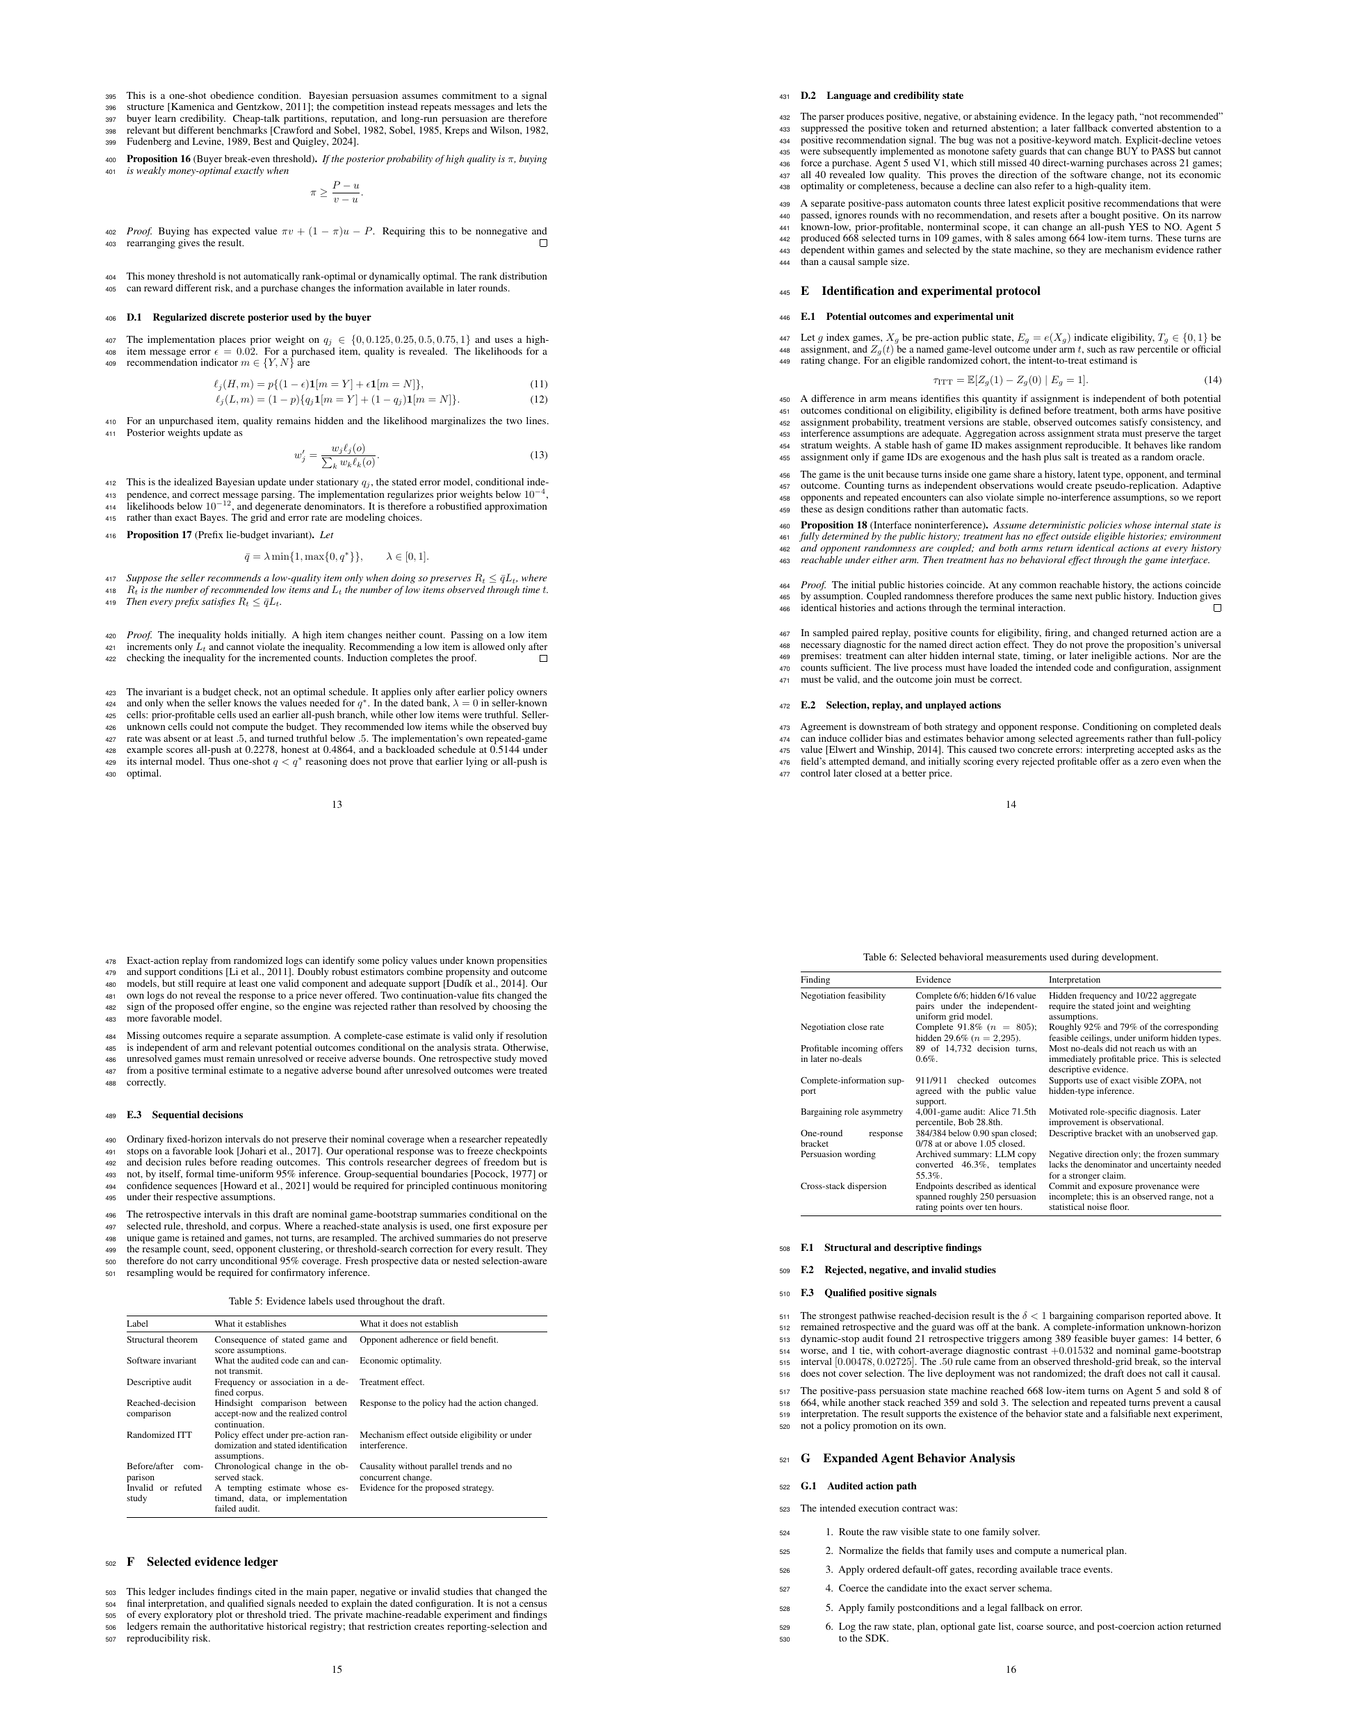 395 This is a one-shot obedience condition. Bayesian persuasion assumes commitment to a signal
396 structure [Kamenica and Gentzkow, 2011]; the competition instead repeats messages and lets the
397 buyer learn credibility. Cheap-talk partitions, reputation, and long-run persuasion are therefore
398 relevant but different benchmarks [Crawford and Sobel, 1982, Sobel, 1985, Kreps and Wilson, 1982,
399 Fudenberg and Levine, 1989, Best and Quigley, 2024].
400 Proposition 16 (Buyer break-even threshold). If the posterior probability of high quality is π, buying
401 is weakly money-optimal exactly when
π ≥ (P − u)/(v − u).
402 Proof. Buying has expected value πv + (1 − π)u − P. Requiring this to be nonnegative and
403 rearranging gives the result. □
404 This money threshold is not automatically rank-optimal or dynamically optimal. The rank distribution
405 can reward different risk, and a purchase changes the information available in later rounds.
406 D.1 Regularized discrete posterior used by the buyer
407 The implementation places prior weight on q_j ∈ {0, 0.125, 0.25, 0.5, 0.75, 1} and uses a high-
408 item message error ϵ = 0.02. For a purchased item, quality is revealed. The likelihoods for a
409 recommendation indicator m ∈ {Y, N} are
ℓ_j(H, m) = p{(1 − ϵ)1[m = Y] + ϵ1[m = N]}, (11)
ℓ_j(L, m) = (1 − p){q_j1[m = Y] + (1 − q_j)1[m = N]}. (12)
410 For an unpurchased item, quality remains hidden and the likelihood marginalizes the two lines.
411 Posterior weights update as
w′_j = w_jℓ_j(o) / ∑_k w_kℓ_k(o). (13)
412 This is the idealized Bayesian update under stationary q_j, the stated error model, conditional inde-
413 pendence, and correct message parsing. The implementation regularizes prior weights below 10⁻⁴,
414 likelihoods below 10⁻¹², and degenerate denominators. It is therefore a robustified approximation
415 rather than exact Bayes. The grid and error rate are modeling choices.
416 Proposition 17 (Prefix lie-budget invariant). Let
q̄ = λ min{1, max{0, q*}}, λ ∈ [0, 1].
417 Suppose the seller recommends a low-quality item only when doing so preserves R_t ≤ q̄L_t, where
418 R_t is the number of recommended low items and L_t the number of low items observed through time t.
419 Then every prefix satisfies R_t ≤ q̄L_t.
420 Proof. The inequality holds initially. A high item changes neither count. Passing on a low item
421 increments only L_t and cannot violate the inequality. Recommending a low item is allowed only after
422 checking the inequality for the incremented counts. Induction completes the proof. □
423 The invariant is a budget check, not an optimal schedule. It applies only after earlier policy owners
424 and only when the seller knows the values needed for q*. In the dated bank, λ = 0 in seller-known
425 cells: prior-profitable cells used an earlier all-push branch, while other low items were truthful. Seller-
426 unknown cells could not compute the budget. They recommended low items while the observed buy
427 rate was absent or at least .5, and turned truthful below .5. The implementation's own repeated-game
428 example scores all-push at 0.2278, honest at 0.4864, and a backloaded schedule at 0.5144 under
429 its internal model. Thus one-shot q < q* reasoning does not prove that earlier lying or all-push is
430 optimal.
13
431 D.2 Language and credibility state
432 The parser produces positive, negative, or abstaining evidence. In the legacy path, “not recommended”
433 suppressed the positive token and returned abstention; a later fallback converted abstention to a
434 positive recommendation signal. The bug was not a positive-keyword match. Explicit-decline vetoes
435 were subsequently implemented as monotone safety guards that can change BUY to PASS but cannot
436 force a purchase. Agent 5 used V1, which still missed 40 direct-warning purchases across 21 games;
437 all 40 revealed low quality. This proves the direction of the software change, not its economic
438 optimality or completeness, because a decline can also refer to a high-quality item.
439 A separate positive-pass automaton counts three latest explicit positive recommendations that were
440 passed, ignores rounds with no recommendation, and resets after a bought positive. On its narrow
441 known-low, prior-profitable, nonterminal scope, it can change an all-push YES to NO. Agent 5
442 produced 668 selected turns in 109 games, with 8 sales among 664 low-item turns. These turns are
443 dependent within games and selected by the state machine, so they are mechanism evidence rather
444 than a causal sample size.
445 E Identification and experimental protocol
446 E.1 Potential outcomes and experimental unit
447 Let g index games, X_g be pre-action public state, E_g = e(X_g) indicate eligibility, T_g ∈ {0, 1} be
448 assignment, and Z_g(t) be a named game-level outcome under arm t, such as raw percentile or official
449 rating change. For an eligible randomized cohort, the intent-to-treat estimand is
τ_ITT = 𝔼[Z_g(1) − Z_g(0) | E_g = 1]. (14)
450 A difference in arm means identifies this quantity if assignment is independent of both potential
451 outcomes conditional on eligibility, eligibility is defined before treatment, both arms have positive
452 assignment probability, treatment versions are stable, observed outcomes satisfy consistency, and
453 interference assumptions are adequate. Aggregation across assignment strata must preserve the target
454 stratum weights. A stable hash of game ID makes assignment reproducible. It behaves like random
455 assignment only if game IDs are exogenous and the hash plus salt is treated as a random oracle.
456 The game is the unit because turns inside one game share a history, latent type, opponent, and terminal
457 outcome. Counting turns as independent observations would create pseudo-replication. Adaptive
458 opponents and repeated encounters can also violate simple no-interference assumptions, so we report
459 these as design conditions rather than automatic facts.
460 Proposition 18 (Interface noninterference). Assume deterministic policies whose internal state is
461 fully determined by the public history; treatment has no effect outside eligible histories; environment
462 and opponent randomness are coupled; and both arms return identical actions at every history
463 reachable under either arm. Then treatment has no behavioral effect through the game interface.
464 Proof. The initial public histories coincide. At any common reachable history, the actions coincide
465 by assumption. Coupled randomness therefore produces the same next public history. Induction gives
466 identical histories and actions through the terminal interaction. □
467 In sampled paired replay, positive counts for eligibility, firing, and changed returned action are a
468 necessary diagnostic for the named direct action effect. They do not prove the proposition's universal
469 premises: treatment can alter hidden internal state, timing, or later ineligible actions. Nor are the
470 counts sufficient. The live process must have loaded the intended code and configuration, assignment
471 must be valid, and the outcome join must be correct.
472 E.2 Selection, replay, and unplayed actions
473 Agreement is downstream of both strategy and opponent response. Conditioning on completed deals
474 can induce collider bias and estimates behavior among selected agreements rather than full-policy
475 value [Elwert and Winship, 2014]. This caused two concrete errors: interpreting accepted asks as the
476 field's attempted demand, and initially scoring every rejected profitable offer as a zero even when the
477 control later closed at a better price.
14
478 Exact-action replay from randomized logs can identify some policy values under known propensities
479 and support conditions [Li et al., 2011]. Doubly robust estimators combine propensity and outcome
480 models, but still require at least one valid component and adequate support [Dudík et al., 2014]. Our
481 own logs do not reveal the response to a price never offered. Two continuation-value fits changed the
482 sign of the proposed offer engine, so the engine was rejected rather than resolved by choosing the
483 more favorable model.
484 Missing outcomes require a separate assumption. A complete-case estimate is valid only if resolution
485 is independent of arm and relevant potential outcomes conditional on the analysis strata. Otherwise,
486 unresolved games must remain unresolved or receive adverse bounds. One retrospective study moved
487 from a positive terminal estimate to a negative adverse bound after unresolved outcomes were treated
488 correctly.
489 E.3 Sequential decisions
490 Ordinary fixed-horizon intervals do not preserve their nominal coverage when a researcher repeatedly
491 stops on a favorable look [Johari et al., 2017]. Our operational response was to freeze checkpoints
492 and decision rules before reading outcomes. This controls researcher degrees of freedom but is
493 not, by itself, formal time-uniform 95% inference. Group-sequential boundaries [Pocock, 1977] or
494 confidence sequences [Howard et al., 2021] would be required for principled continuous monitoring
495 under their respective assumptions.
496 The retrospective intervals in this draft are nominal game-bootstrap summaries conditional on the
497 selected rule, threshold, and corpus. Where a reached-state analysis is used, one first exposure per
498 unique game is retained and games, not turns, are resampled. The archived summaries do not preserve
499 the resample count, seed, opponent clustering, or threshold-search correction for every result. They
500 therefore do not carry unconditional 95% coverage. Fresh prospective data or nested selection-aware
501 resampling would be required for confirmatory inference.
Table 5: Evidence labels used throughout the draft.
Label What it establishes What it does not establish
Structural theorem Consequence of stated game and Opponent adherence or field benefit.
score assumptions.
Software invariant What the audited code can and can- Economic optimality.
not transmit.
Descriptive audit Frequency or association in a de- Treatment effect.
fined corpus.
Reached-decision Hindsight comparison between Response to the policy had the action changed.
comparison accept-now and the realized control
continuation.
Randomized ITT Policy effect under pre-action ran- Mechanism effect outside eligibility or under
domization and stated identification interference.
assumptions.
Before/after com- Chronological change in the ob- Causality without parallel trends and no
parison served stack. concurrent change.
Invalid or refuted A tempting estimate whose es- Evidence for the proposed strategy.
study timand, data, or implementation
failed audit.
502 F Selected evidence ledger
503 This ledger includes findings cited in the main paper, negative or invalid studies that changed the
504 final interpretation, and qualified signals needed to explain the dated configuration. It is not a census
505 of every exploratory plot or threshold tried. The private machine-readable experiment and findings
506 ledgers remain the authoritative historical registry; that restriction creates reporting-selection and
507 reproducibility risk.
15
Table 6: Selected behavioral measurements used during development.
Finding Evidence Interpretation
Negotiation feasibility Complete 6/6; hidden 6/16 value Hidden frequency and 10/22 aggregate
pairs under the independent- require the stated joint and weighting
uniform grid model. assumptions.
Negotiation close rate Complete 91.8% (n = 805); Roughly 92% and 79% of the corresponding
hidden 29.6% (n = 2,295). feasible ceilings, under uniform hidden types.
Profitable incoming offers 89 of 14,732 decision turns, Most no-deals did not reach us with an
in later no-deals 0.6%. immediately profitable price. This is selected
descriptive evidence.
Complete-information sup- 911/911 checked outcomes Supports use of exact visible ZOPA, not
port agreed with the public value hidden-type inference.
support.
Bargaining role asymmetry 4,001-game audit: Alice 71.5th Motivated role-specific diagnosis. Later
percentile, Bob 28.8th. improvement is observational.
One-round response 384/384 below 0.90 span closed; Descriptive bracket with an unobserved gap.
bracket 0/78 at or above 1.05 closed.
Persuasion wording Archived summary: LLM copy Negative direction only; the frozen summary
converted 46.3%, templates lacks the denominator and uncertainty needed
55.3%. for a stronger claim.
Cross-stack dispersion Endpoints described as identical Commit and exposure provenance were
spanned roughly 250 persuasion incomplete; this is an observed range, not a
rating points over ten hours. statistical noise floor.
508 F.1 Structural and descriptive findings
509 F.2 Rejected, negative, and invalid studies
510 F.3 Qualified positive signals
511 The strongest pathwise reached-decision result is the δ < 1 bargaining comparison reported above. It
512 remained retrospective and the guard was off at the bank. A complete-information unknown-horizon
513 dynamic-stop audit found 21 retrospective triggers among 389 feasible buyer games: 14 better, 6
514 worse, and 1 tie, with cohort-average diagnostic contrast +0.01532 and nominal game-bootstrap
515 interval [0.00478, 0.02725]. The .50 rule came from an observed threshold-grid break, so the interval
516 does not cover selection. The live deployment was not randomized; the draft does not call it causal.
517 The positive-pass persuasion state machine reached 668 low-item turns on Agent 5 and sold 8 of
518 664, while another stack reached 359 and sold 3. The selection and repeated turns prevent a causal
519 interpretation. The result supports the existence of the behavior state and a falsifiable next experiment,
520 not a policy promotion on its own.
521 G Expanded Agent Behavior Analysis
522 G.1 Audited action path
523 The intended execution contract was:
524 1. Route the raw visible state to one family solver.
525 2. Normalize the fields that family uses and compute a numerical plan.
526 3. Apply ordered default-off gates, recording available trace events.
527 4. Coerce the candidate into the exact server schema.
528 5. Apply family postconditions and a legal fallback on error.
529 6. Log the raw state, plan, optional gate list, coarse source, and post-coercion action returned
530 to the SDK.
16